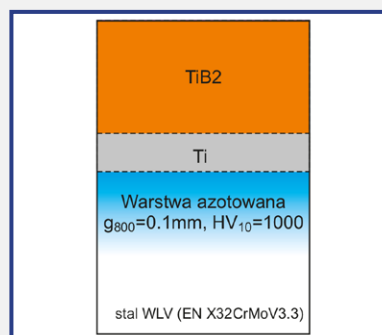 TiB2
Ti
Warstwa azotowana
g₈₀₀=0.1mm, HV₁₀=1000
stal WLV (EN X32CrMoV3.3)